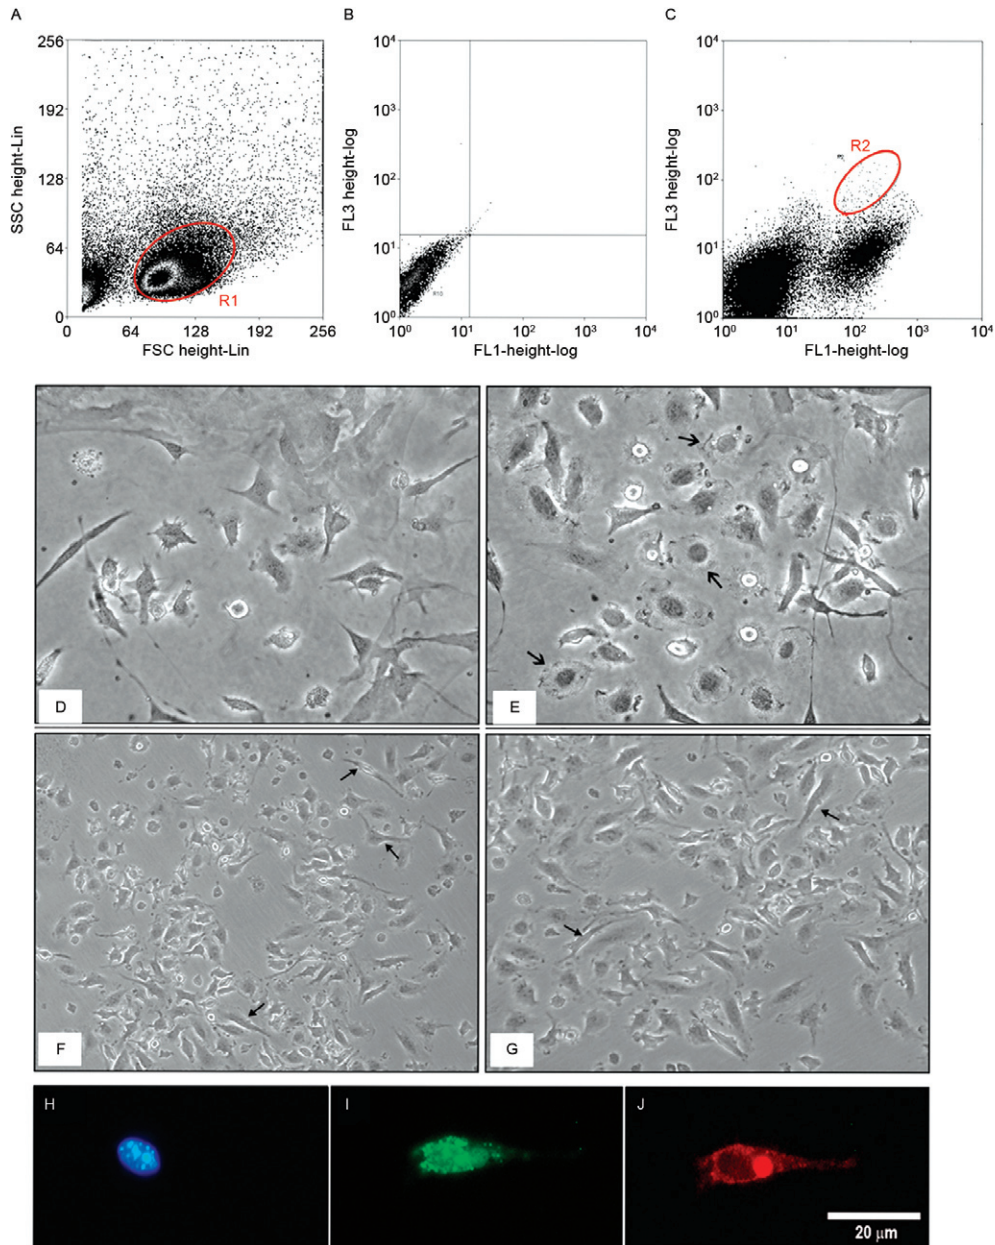 A
B
C
256
192
128
64
0
SSC height-Lin
R1
0
64
128
192
256
FSC height-Lin
10⁴
10³
10²
10¹
10⁰
FL3 height-log
R10
10⁰
10¹
10²
10³
10⁴
FL1-height-log
10⁴
10³
10²
10¹
10⁰
FL3 height-log
R2
10⁰
10¹
10²
10³
10⁴
FL1-height-log
D
E
F
G
H
I
J
20 μm